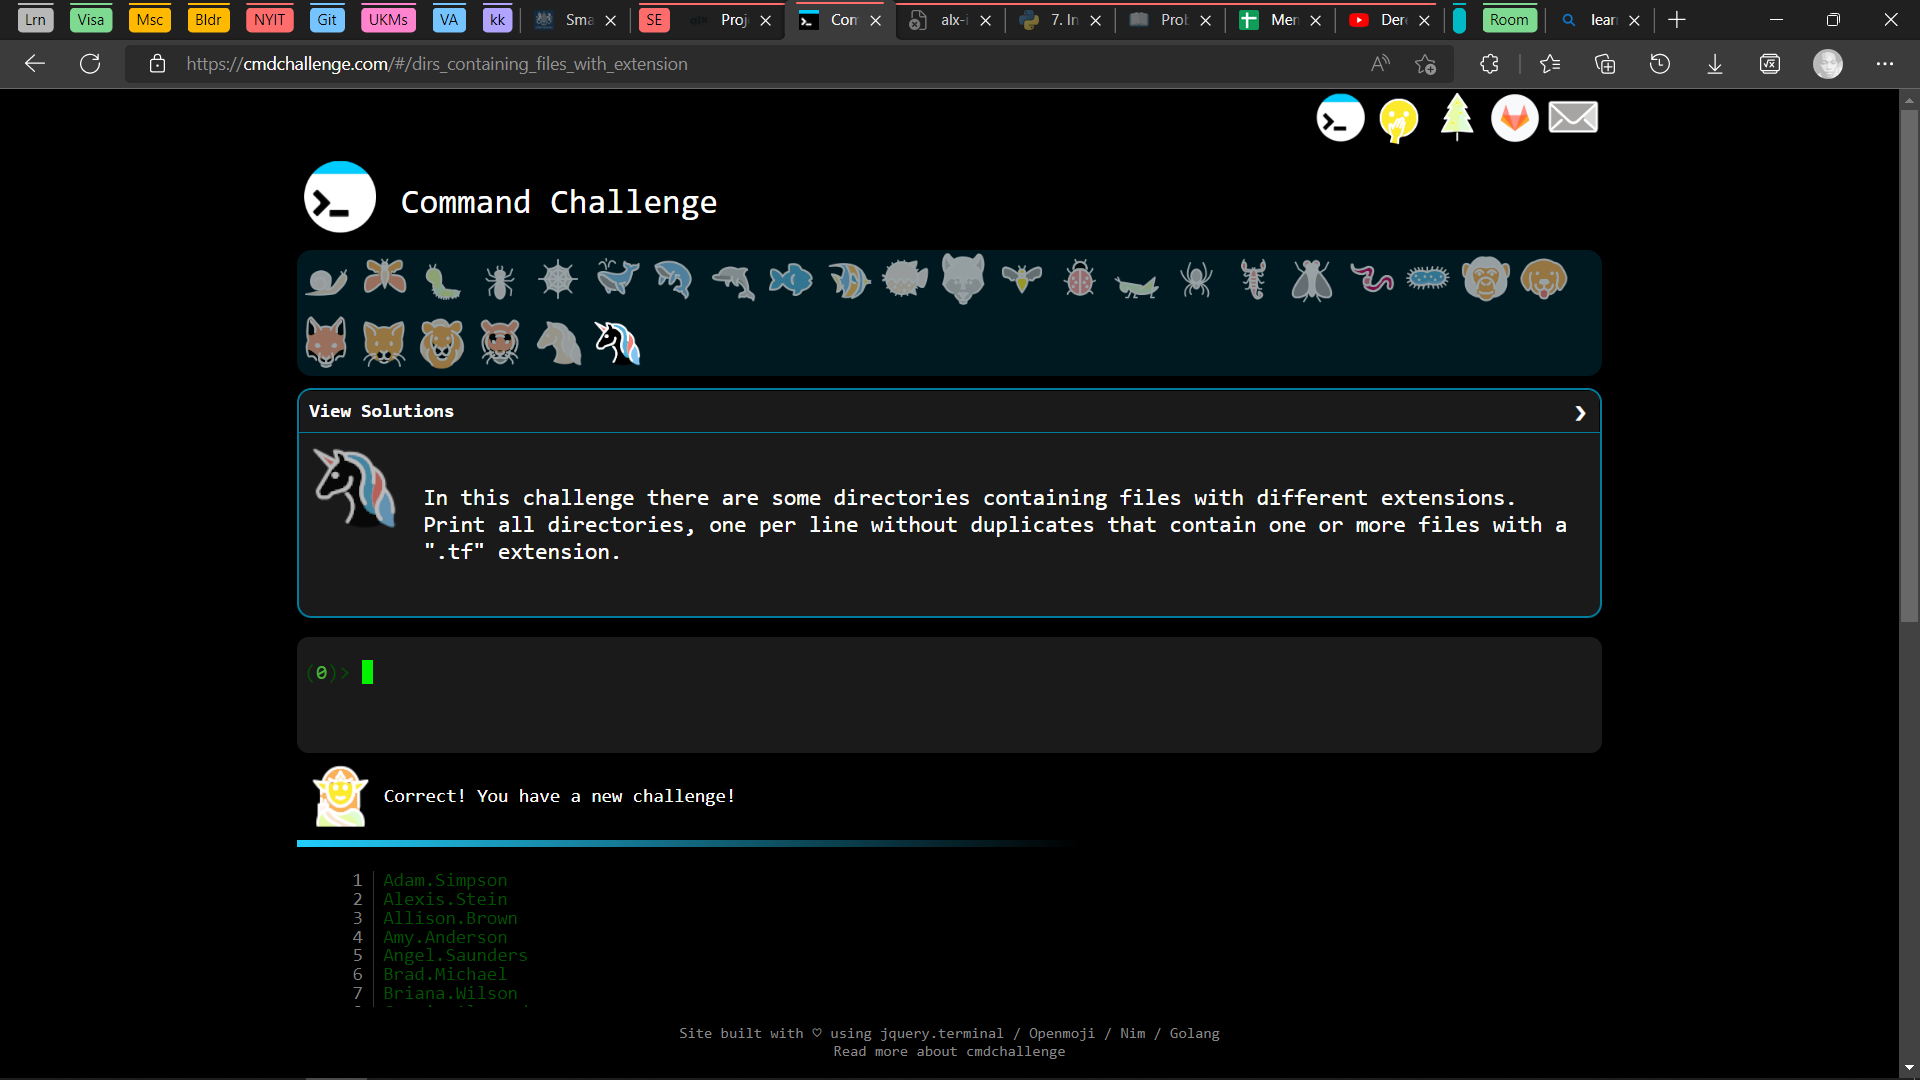 Lrn Visa Msc Bldr NYIT Git UKMs VA kk Sma SE Proj Com alx-i 7. In Prob Men Dere Room lear
https://cmdchallenge.com/#/dirs_containing_files_with_extension
Command Challenge
View Solutions
In this challenge there are some directories containing files with different extensions.
Print all directories, one per line without duplicates that contain one or more files with a
".tf" extension.
(0)>
Correct! You have a new challenge!
1 Adam.Simpson
2 Alexis.Stein
3 Allison.Brown
4 Amy.Anderson
5 Angel.Saunders
6 Brad.Michael
7 Briana.Wilson
Site built with ♡ using jquery.terminal / Openmoji / Nim / Golang
Read more about cmdchallenge